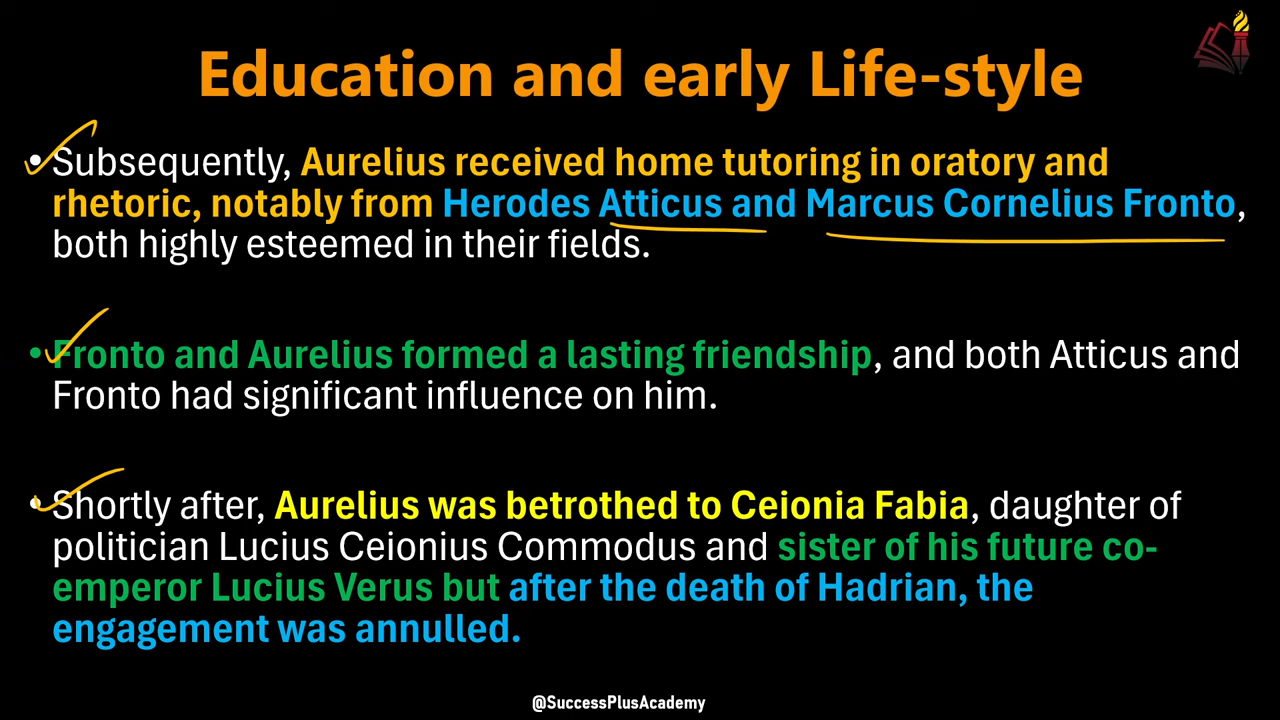 Education and early Life-style
• Subsequently, Aurelius received home tutoring in oratory and
rhetoric, notably from Herodes Atticus and Marcus Cornelius Fronto,
both highly esteemed in their fields.
• Fronto and Aurelius formed a lasting friendship, and both Atticus and
Fronto had significant influence on him.
• Shortly after, Aurelius was betrothed to Ceionia Fabia, daughter of
politician Lucius Ceionius Commodus and sister of his future co-
emperor Lucius Verus but after the death of Hadrian, the
engagement was annulled.
@SuccessPlusAcademy